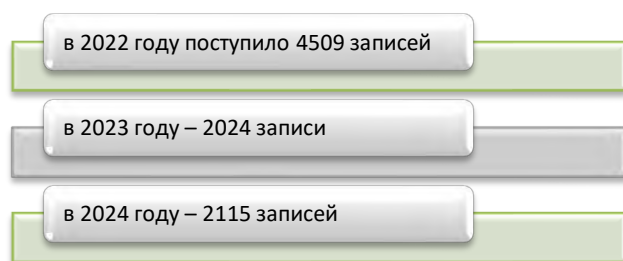 в 2022 году поступило 4509 записей
в 2023 году – 2024 записи
в 2024 году – 2115 записей